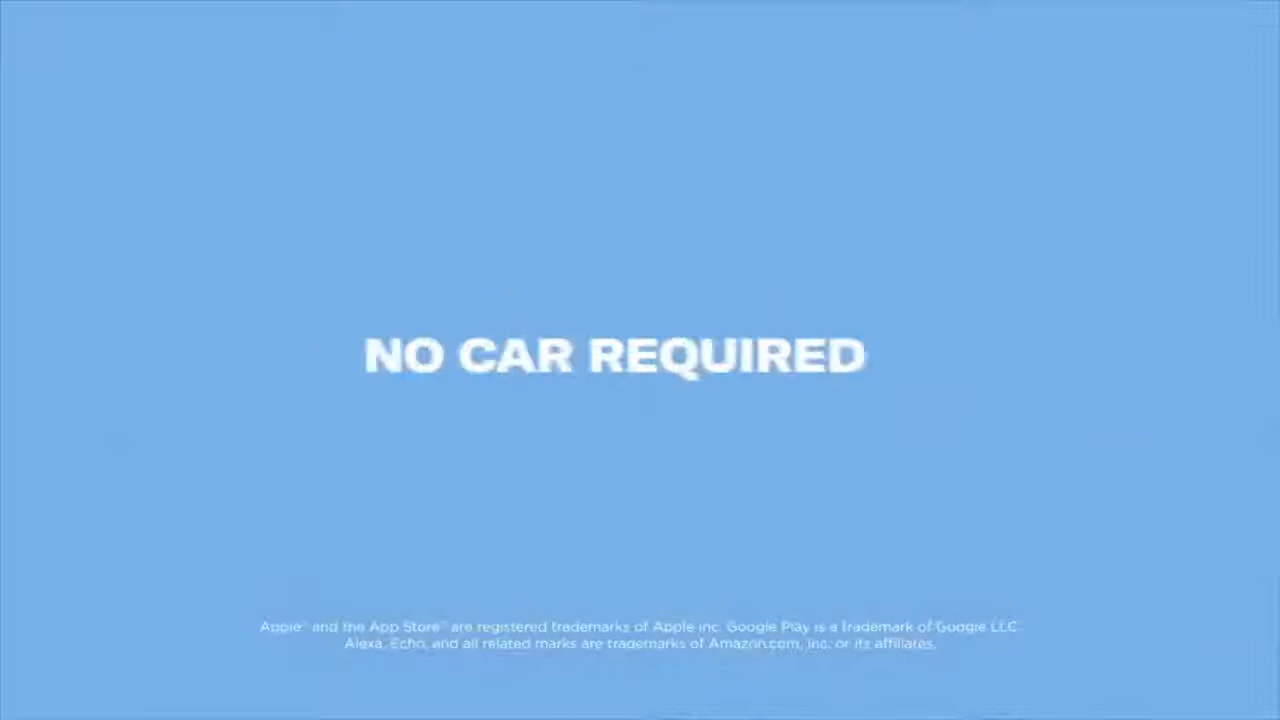 NO CAR REQUIRED
Apple® and the App Store® are registered trademarks of Apple Inc. Google Play is a trademark of Google LLC.
Alexa, Echo, and all related marks are trademarks of Amazon.com, Inc. or its affiliates.